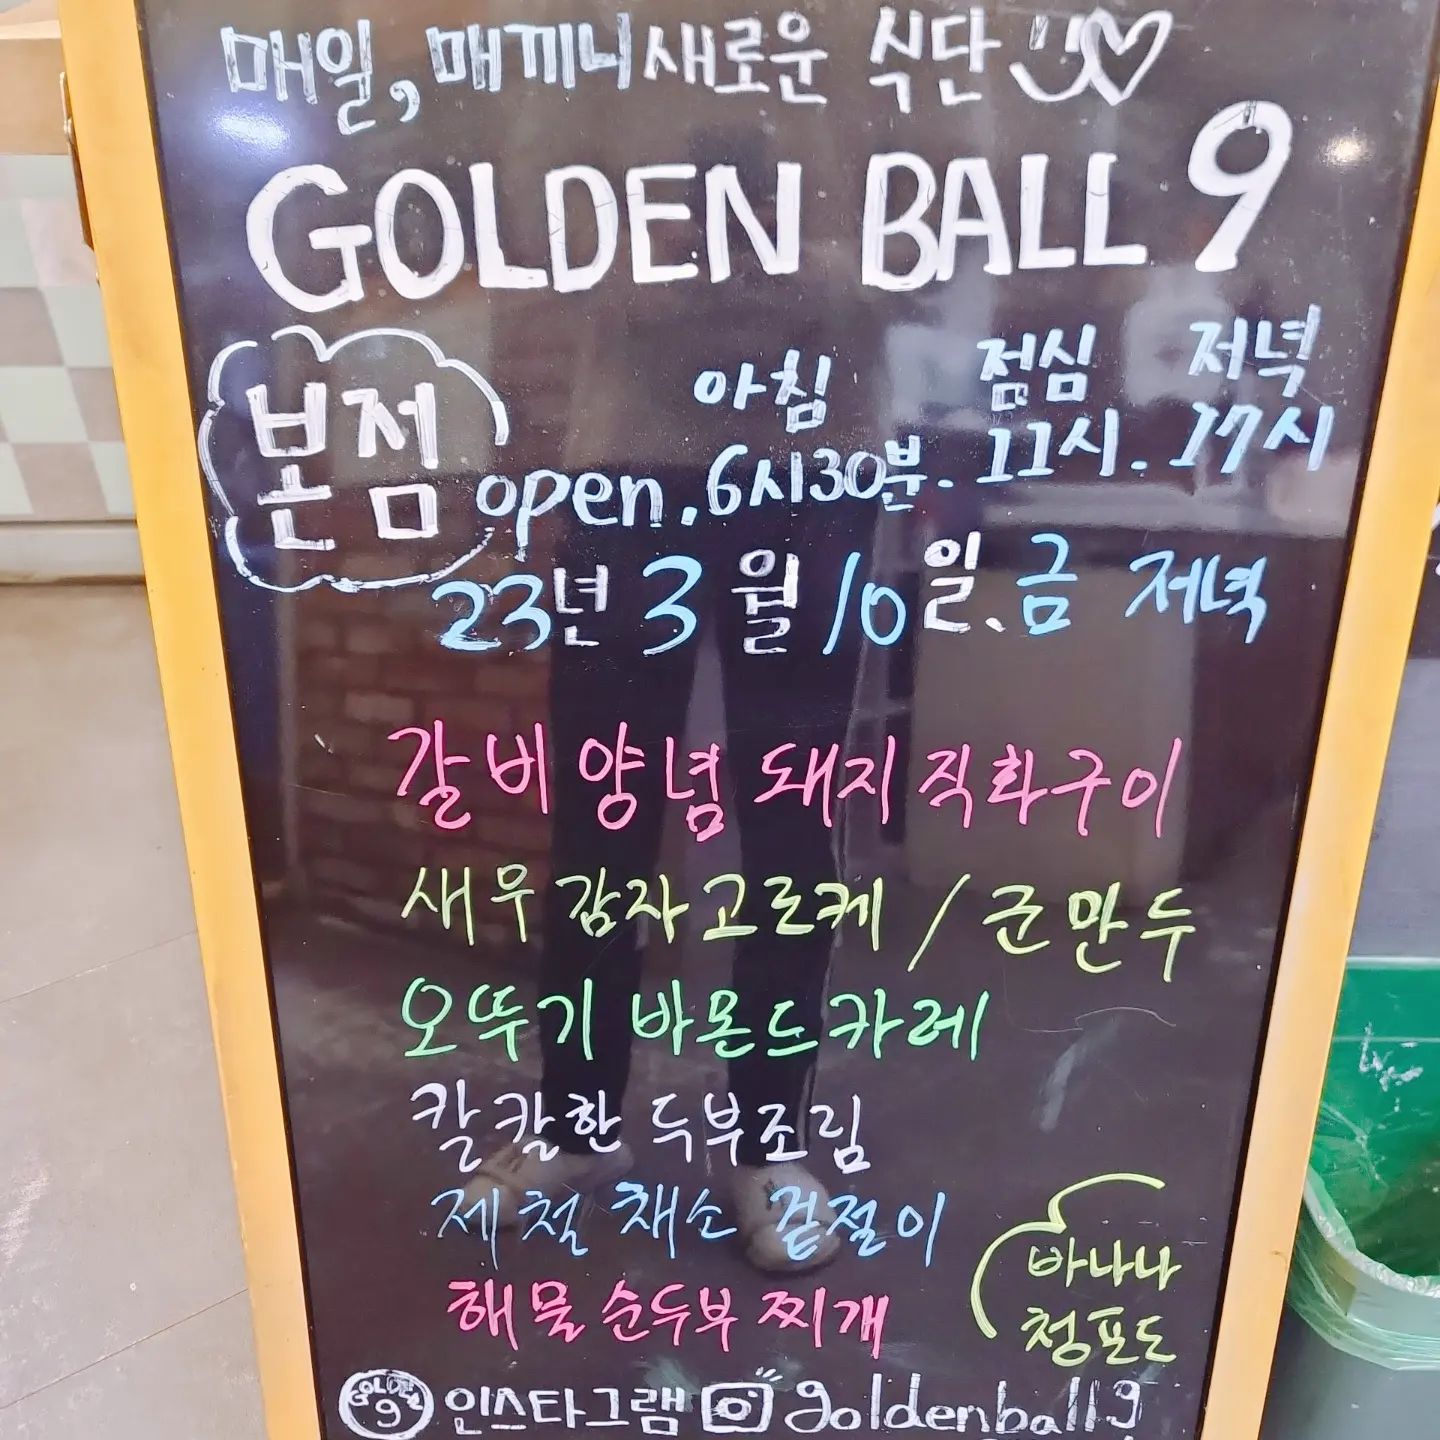 매일, 매끼니 새로운 식단
GOLDEN BALL 9
본점
아침 점심 저녁
open. 6시30분. 11시. 17시
23년 3월 10일. 금 저녁
갈비양념 돼지직화구이
새우감자고로케 / 군만두
오뚜기 바몬드카레
칼칼한 두부조림
제철 채소 겉절이
바나나
청포도
해물순두부찌개
GOLDEN 9 인스타그램 goldenball9